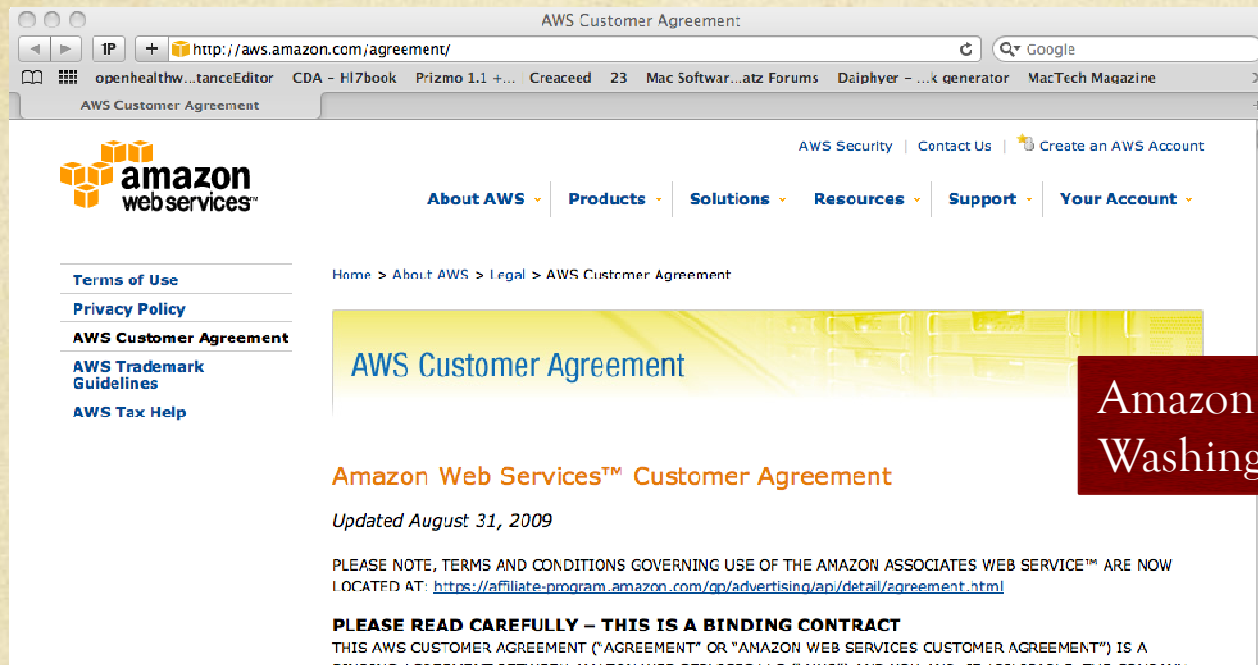 AWS Customer Agreement
1P + http://aws.amazon.com/agreement/ Google
openhealthw...tanceEditor CDA – Hl7book Prizmo 1.1 +... | Creaceed 23 Mac Softwar...atz Forums Daiphyer – ...k generator MacTech Magazine
AWS Customer Agreement
AWS Security | Contact Us | Create an AWS Account
amazon
webservices™
About AWS Products Solutions Resources Support Your Account
Terms of Use
Privacy Policy
AWS Customer Agreement
AWS Trademark
Guidelines
AWS Tax Help
Home > About AWS > Legal > AWS Customer Agreement
AWS Customer Agreement
Amazon
Washing
Amazon Web Services™ Customer Agreement
Updated August 31, 2009
PLEASE NOTE, TERMS AND CONDITIONS GOVERNING USE OF THE AMAZON ASSOCIATES WEB SERVICE™ ARE NOW
LOCATED AT: https://affiliate-program.amazon.com/gp/advertising/api/detail/agreement.html
PLEASE READ CAREFULLY – THIS IS A BINDING CONTRACT
THIS AWS CUSTOMER AGREEMENT ("AGREEMENT" OR "AMAZON WEB SERVICES CUSTOMER AGREEMENT") IS A